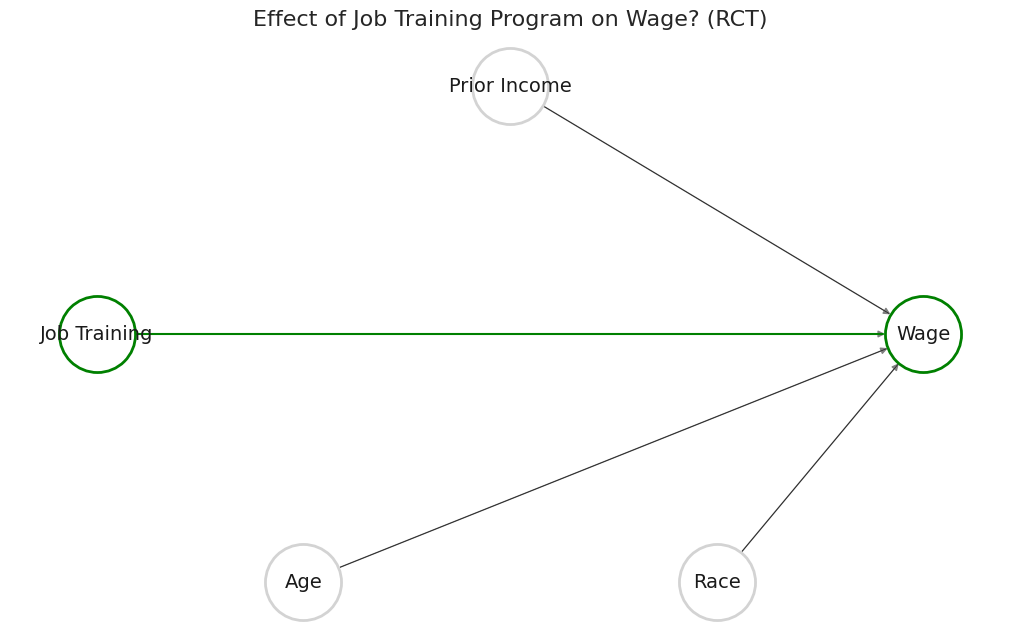 Effect of Job Training Program on Wage? (RCT)
Prior Income
Job Training
Wage
Age
Race